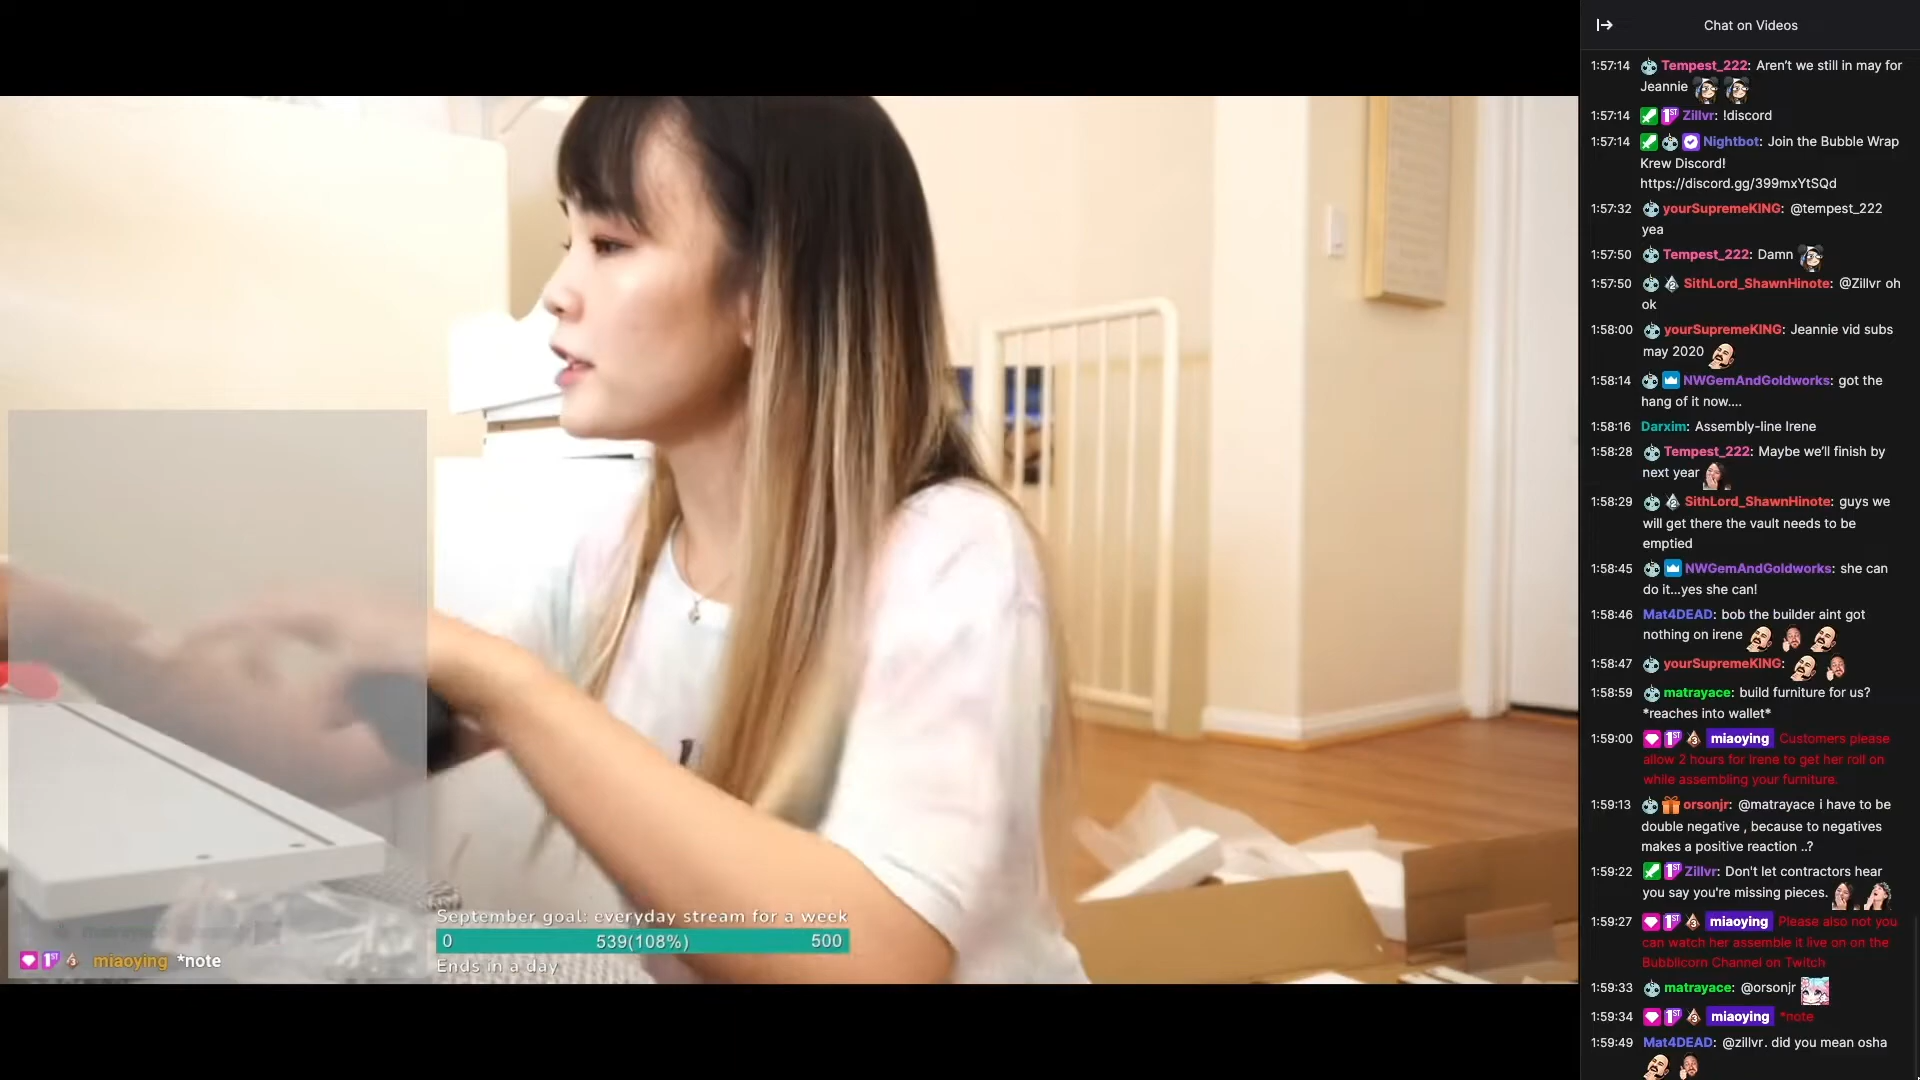 Chat on Videos
1:57:14 Tempest_222: Aren't we still in may for
Jeannie
1:57:14 1ST Zillvr: !discord
1:57:14 Nightbot: Join the Bubble Wrap
Krew Discord!
https://discord.gg/399mxYtSQd
1:57:32 yourSupremeKING: @tempest_222
yea
1:57:50 Tempest_222: Damn
1:57:50 2 SithLord_ShawnHinote: @Zillvr oh
ok
1:58:00 yourSupremeKING: Jeannie vid subs
may 2020
1:58:14 NWGemAndGoldworks: got the
hang of it now....
1:58:16 Darxim: Assembly-line Irene
1:58:28 Tempest_222: Maybe we'll finish by
next year
1:58:29 2 SithLord_ShawnHinote: guys we
will get there the vault needs to be
emptied
1:58:45 NWGemAndGoldworks: she can
do it...yes she can!
1:58:46 Mat4DEAD: bob the builder aint got
nothing on irene
1:58:47 yourSupremeKING:
1:58:59 matrayace: build furniture for us?
*reaches into wallet*
1:59:00 1ST 3 miaoying Customers please
allow 2 hours for Irene to get her roll on
while assembling your furniture.
1:59:13 orsonjr: @matrayace i have to be
double negative , because to negatives
makes a positive reaction ..?
1:59:22 1ST Zillvr: Don't let contractors hear
you say you're missing pieces.
1:59:27 1ST 3 miaoying Please also not you
can watch her assemble it live on on the
Bubblicorn Channel on Twitch
1:59:33 matrayace: @orsonjr
1:59:34 1ST 3 miaoying *note
1:59:49 Mat4DEAD: @zillvr. did you mean osha
September goal: everyday stream for a week
0 539(108%) 500
Ends in a day
1ST 3 miaoying *note